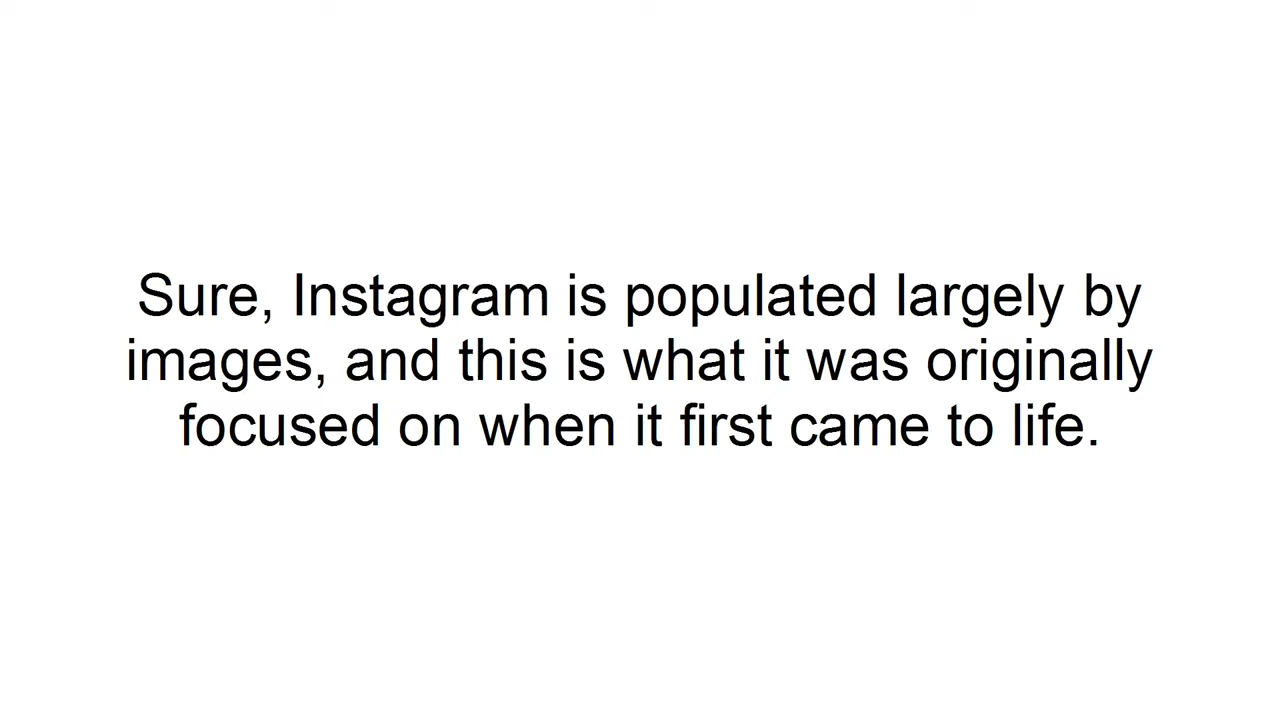 Sure, Instagram is populated largely by
images, and this is what it was originally
focused on when it first came to life.